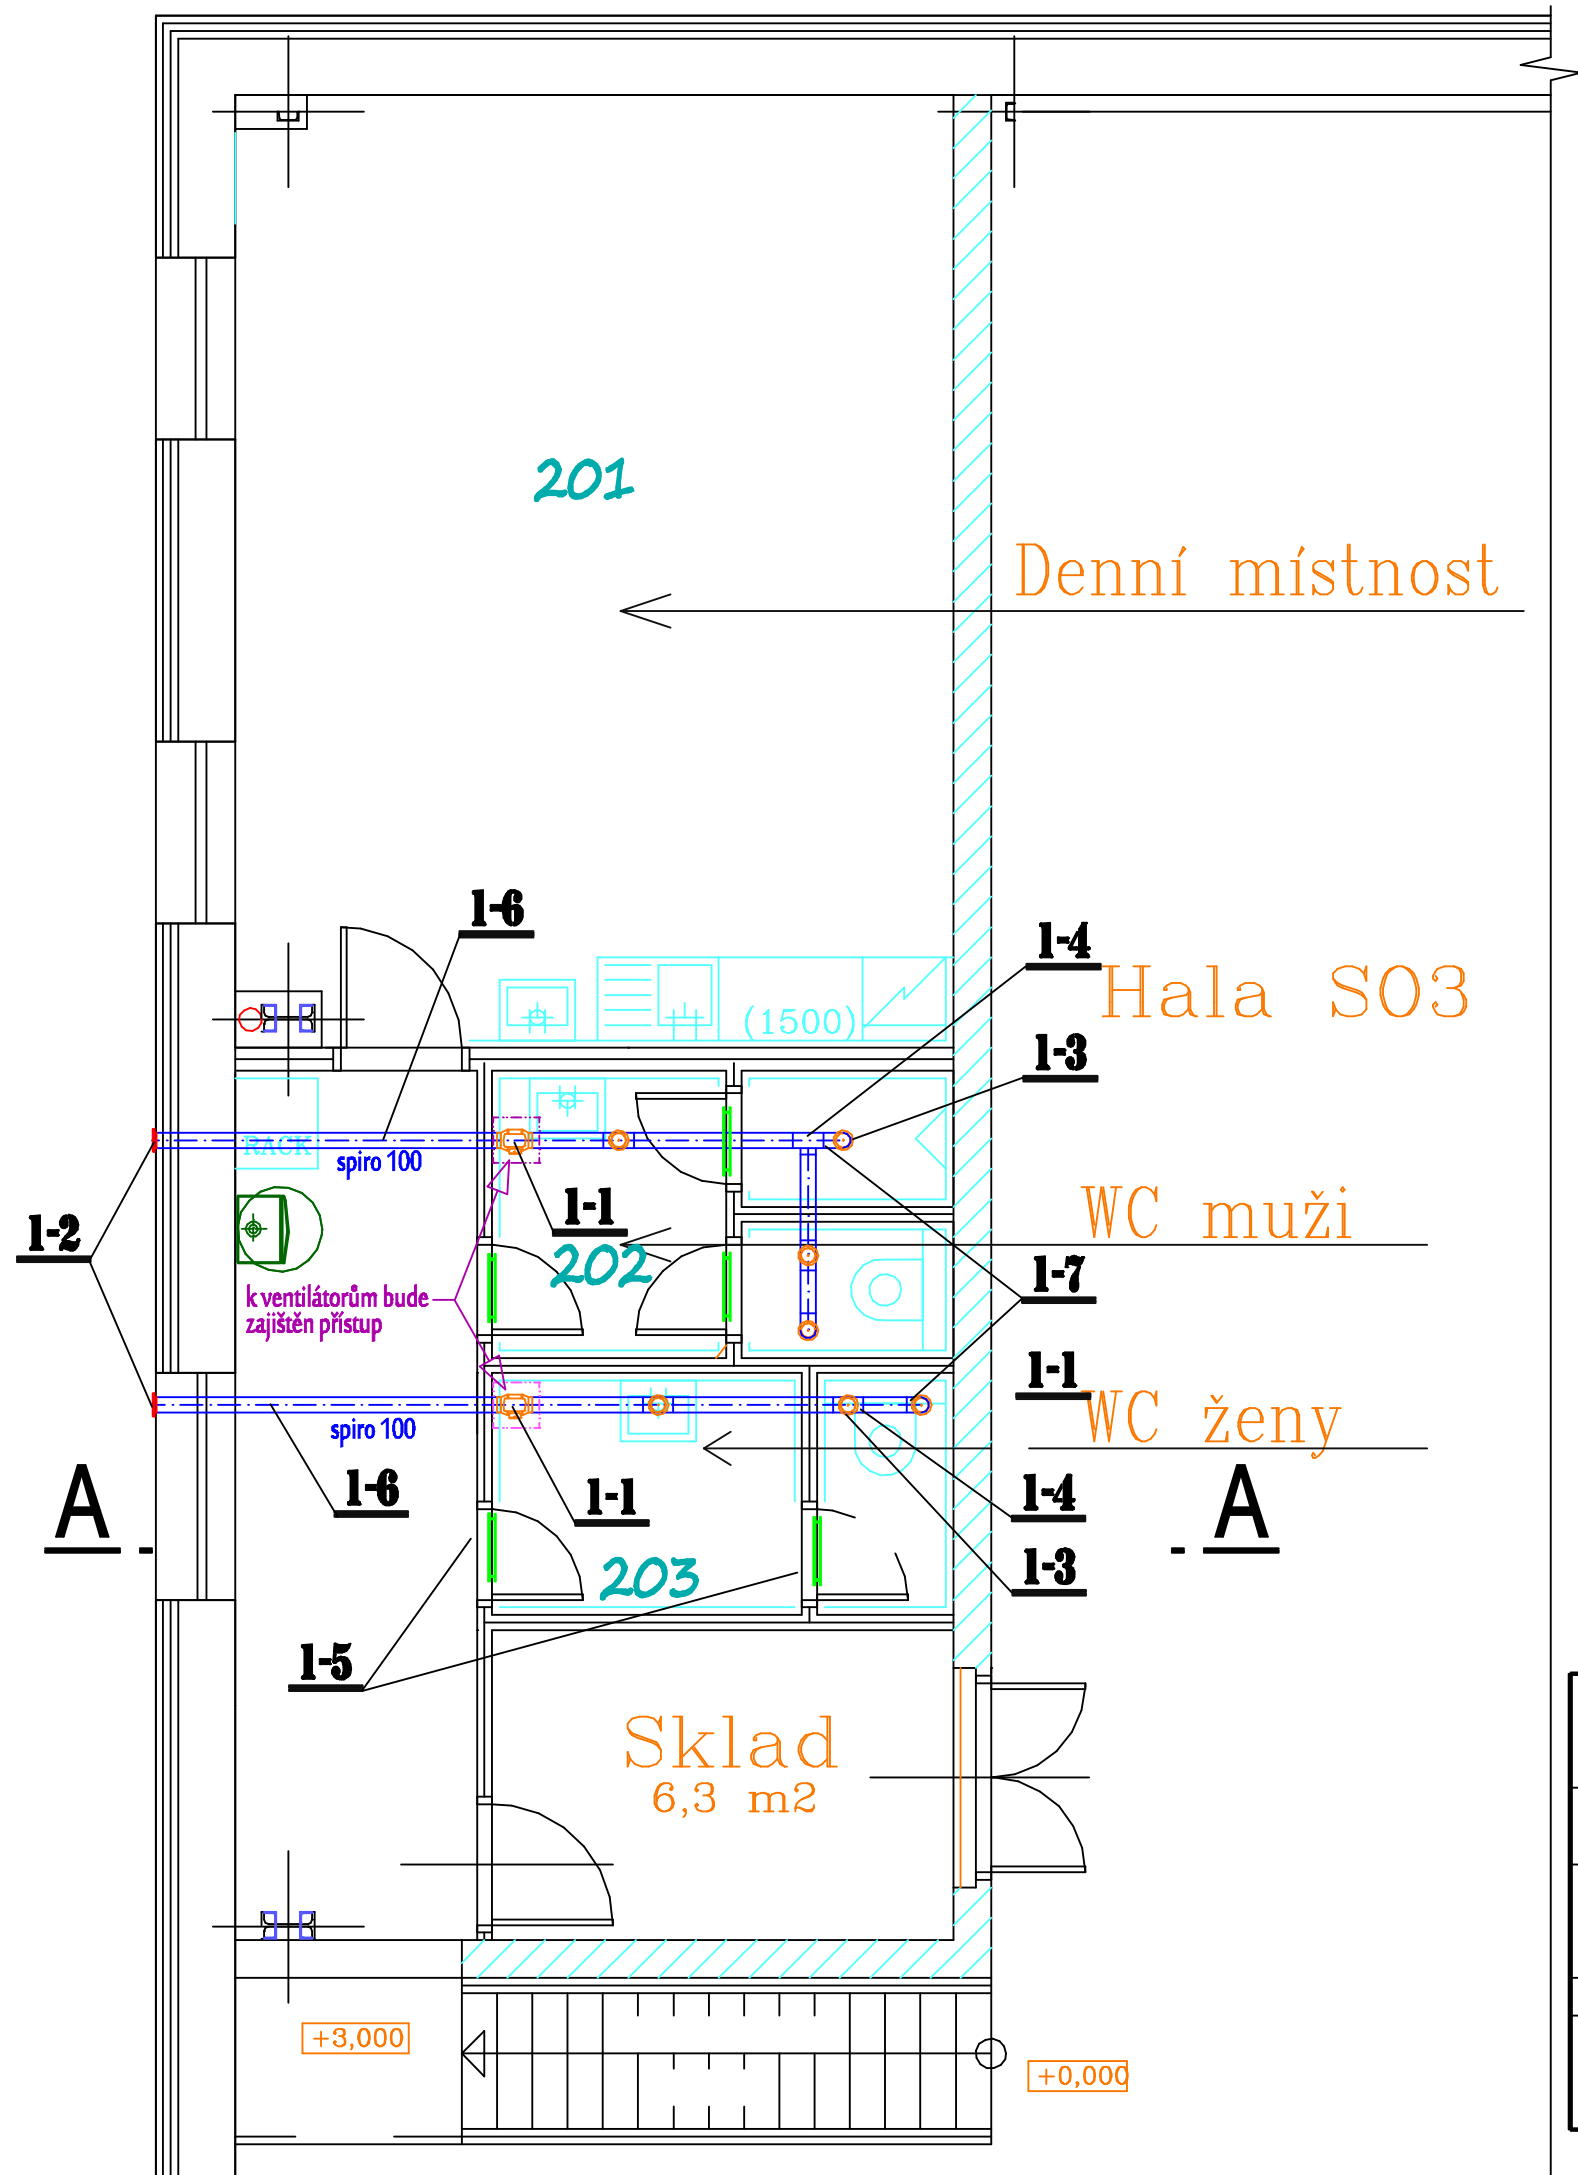 201
Denní místnost
1-6
1-4
Hala SO3
(1500)
1-3
RACK
spiro 100
1-1
WC muži
1-2
202
1-7
k ventilátorům bude
zajištěn přístup
1-1
WC ženy
spiro 100
A
1-6
1-1
1-4
A
1-3
203
1-5
Sklad
6,3 m2
+3,000
+0,000